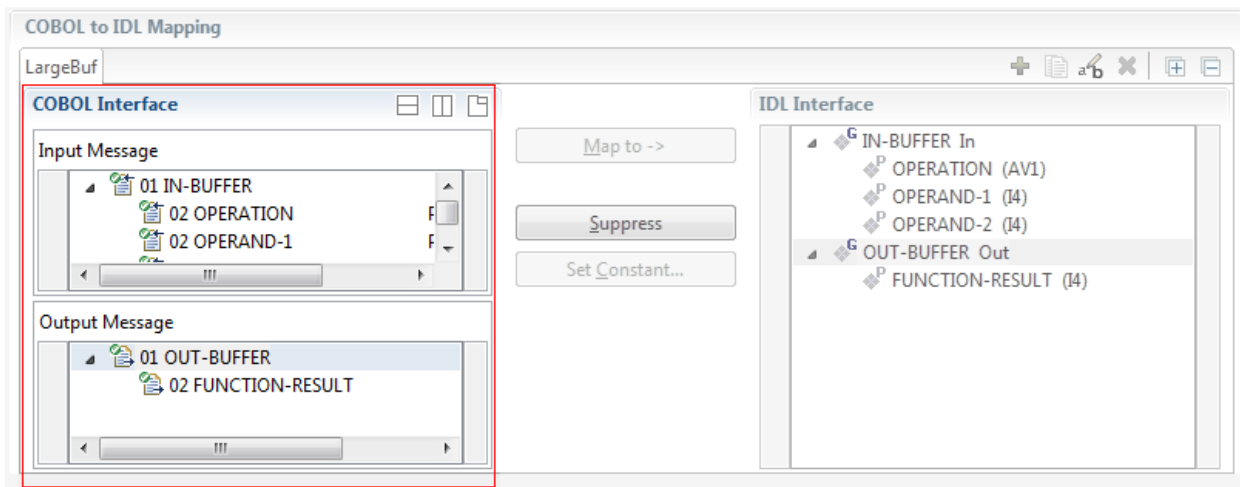 COBOL to IDL Mapping
LargeBuf
COBOL Interface
Input Message
01 IN-BUFFER
02 OPERATION
02 OPERAND-1
Output Message
01 OUT-BUFFER
02 FUNCTION-RESULT
Map to ->
Suppress
Set Constant...
IDL Interface
G IN-BUFFER In
P OPERATION (AV1)
P OPERAND-1 (I4)
P OPERAND-2 (I4)
G OUT-BUFFER Out
P FUNCTION-RESULT (I4)